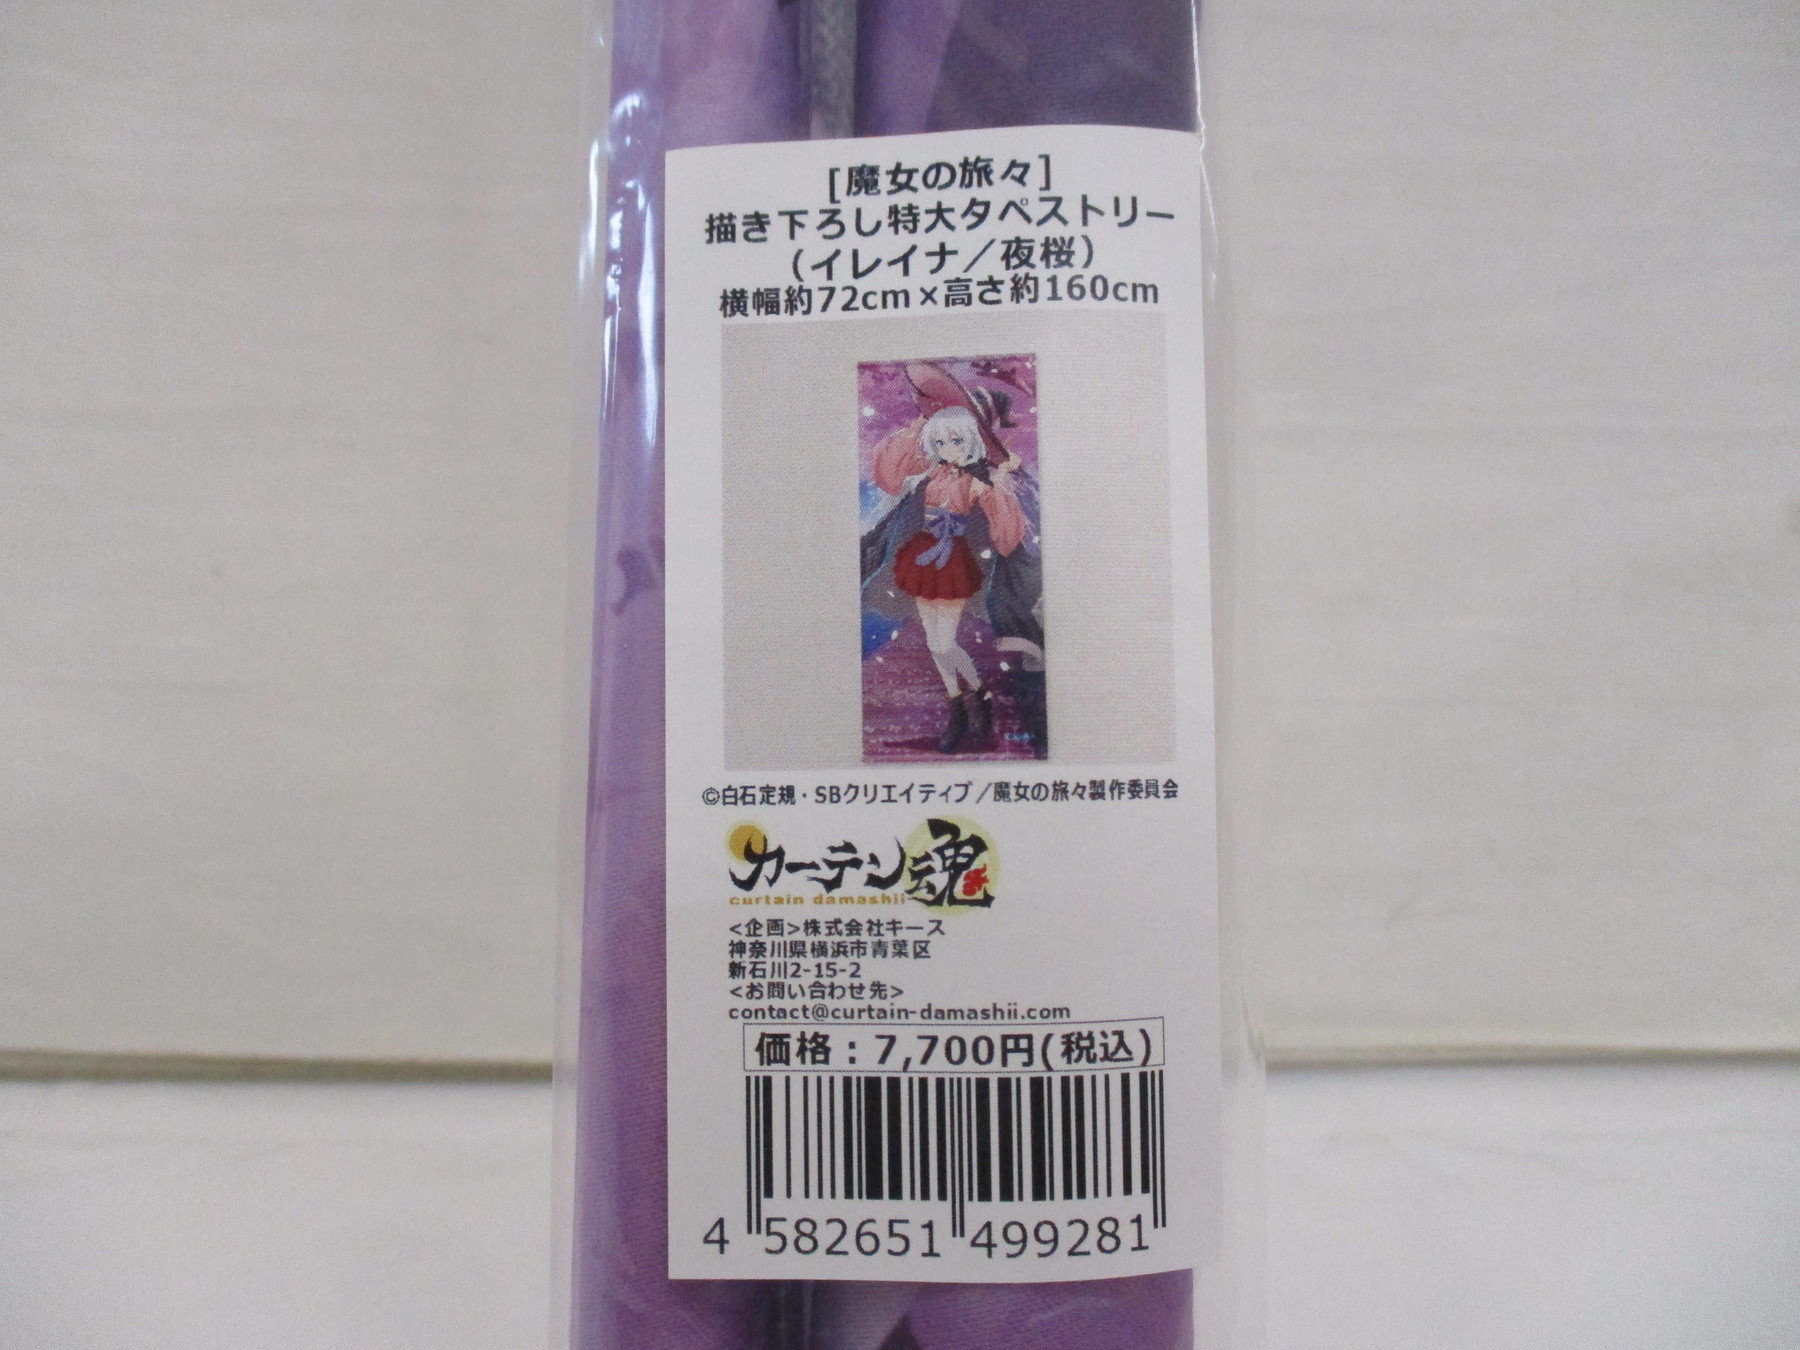 [魔女の旅々]
描き下ろし特大タペストリー
(イレイナ／夜桜)
横幅約72cm×高さ約160cm
©白石定規・SBクリエイティブ／魔女の旅々製作委員会
カーテン魂
curtain damashii
<企画>株式会社キース
神奈川県横浜市青葉区
新石川2-15-2
<お問い合わせ先>
contact@curtain-damashii.com
価格：7,700円(税込)
4 582651 499281